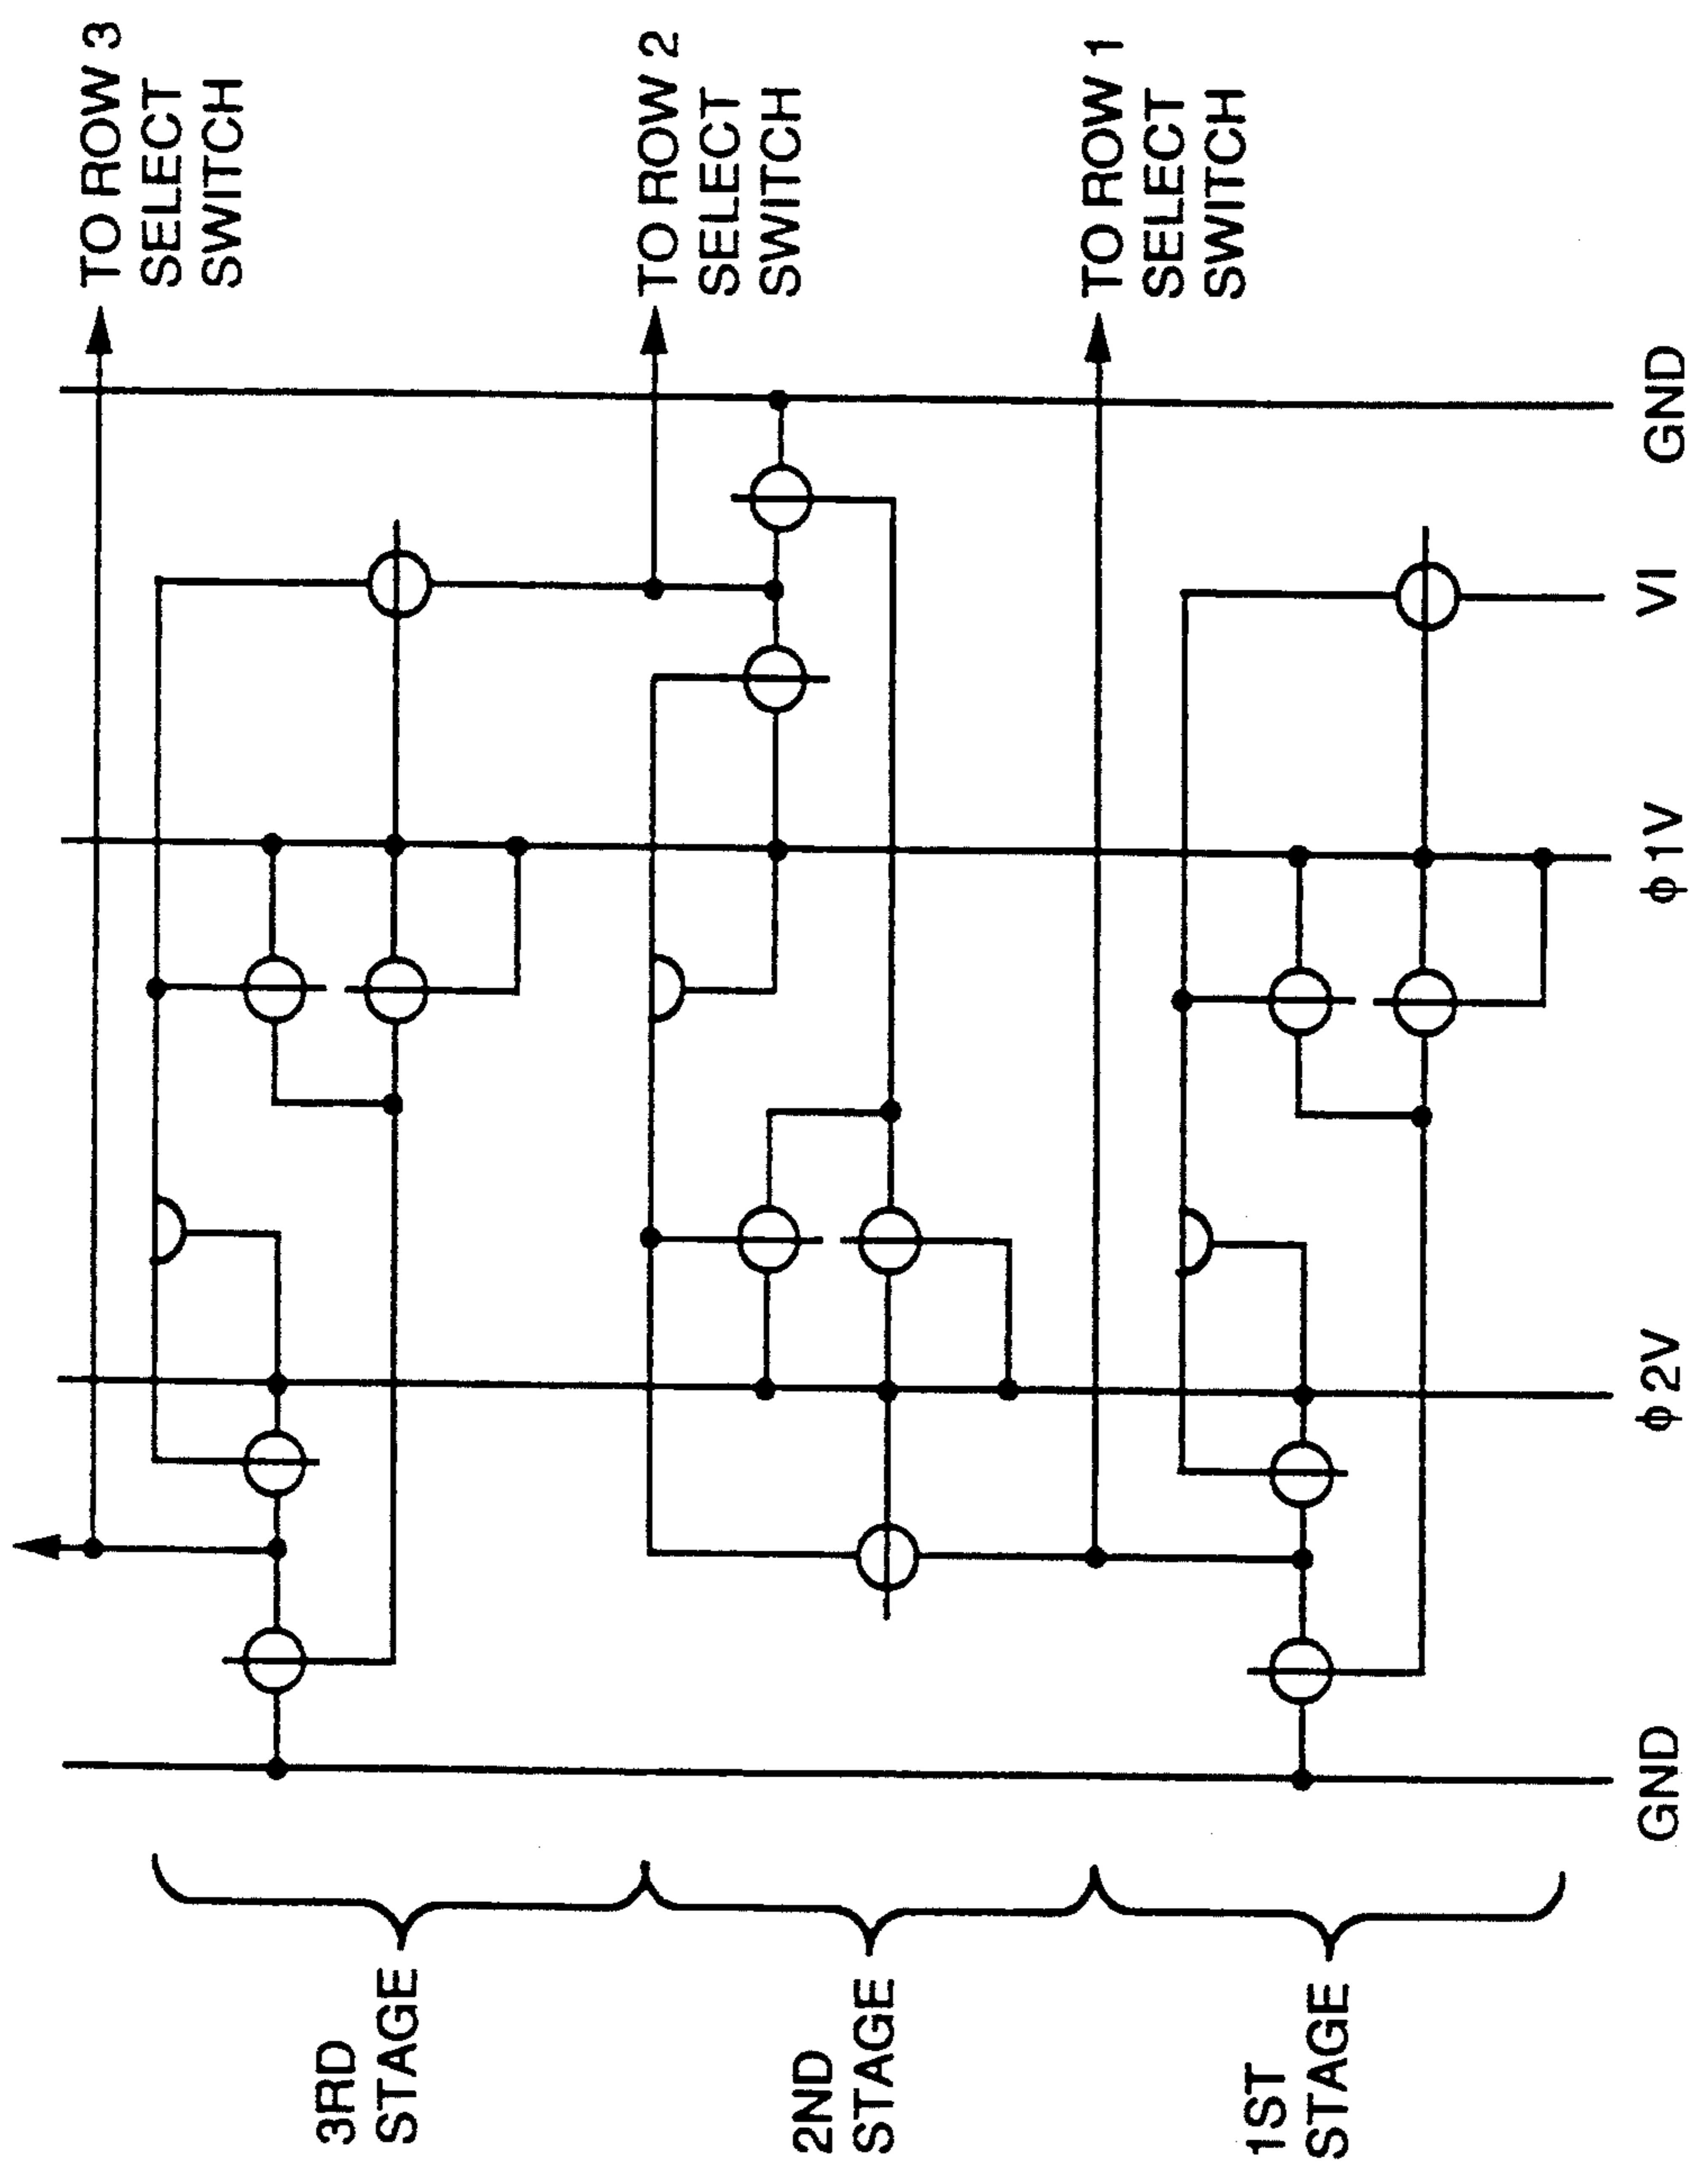 TO ROW 3
SELECT
SWITCH
TO ROW 2
SELECT
SWITCH
TO ROW 1
SELECT
SWITCH
GND
VI
ϕ1V
ϕ2V
GND
3RD
STAGE
2ND
STAGE
1ST
STAGE